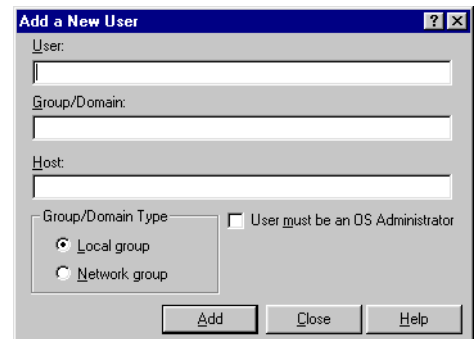 Add a New User
User:
Group/Domain:
Host:
Group/Domain Type
User must be an OS Administrator
Local group
Network group
Add Close Help